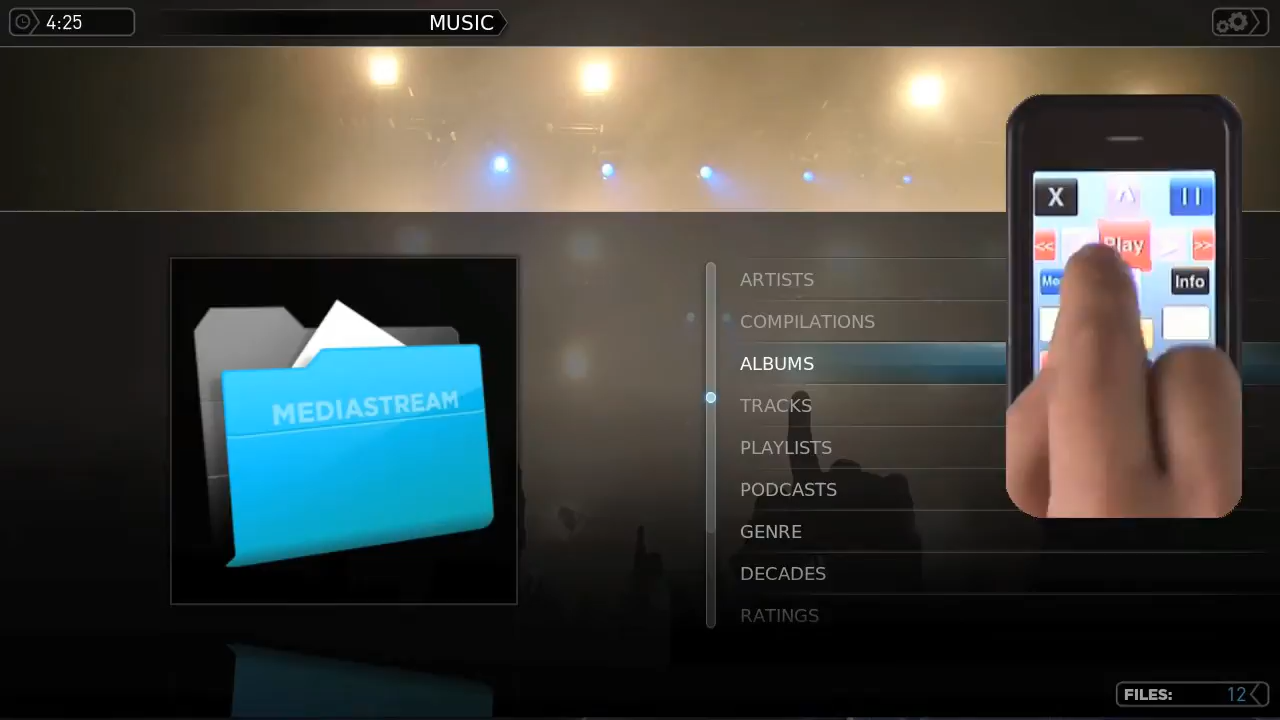 4:25
MUSIC
X
<<
Play
>>
Info
MEDIASTREAM
ARTISTS
COMPILATIONS
ALBUMS
TRACKS
PLAYLISTS
PODCASTS
GENRE
DECADES
RATINGS
FILES: 12